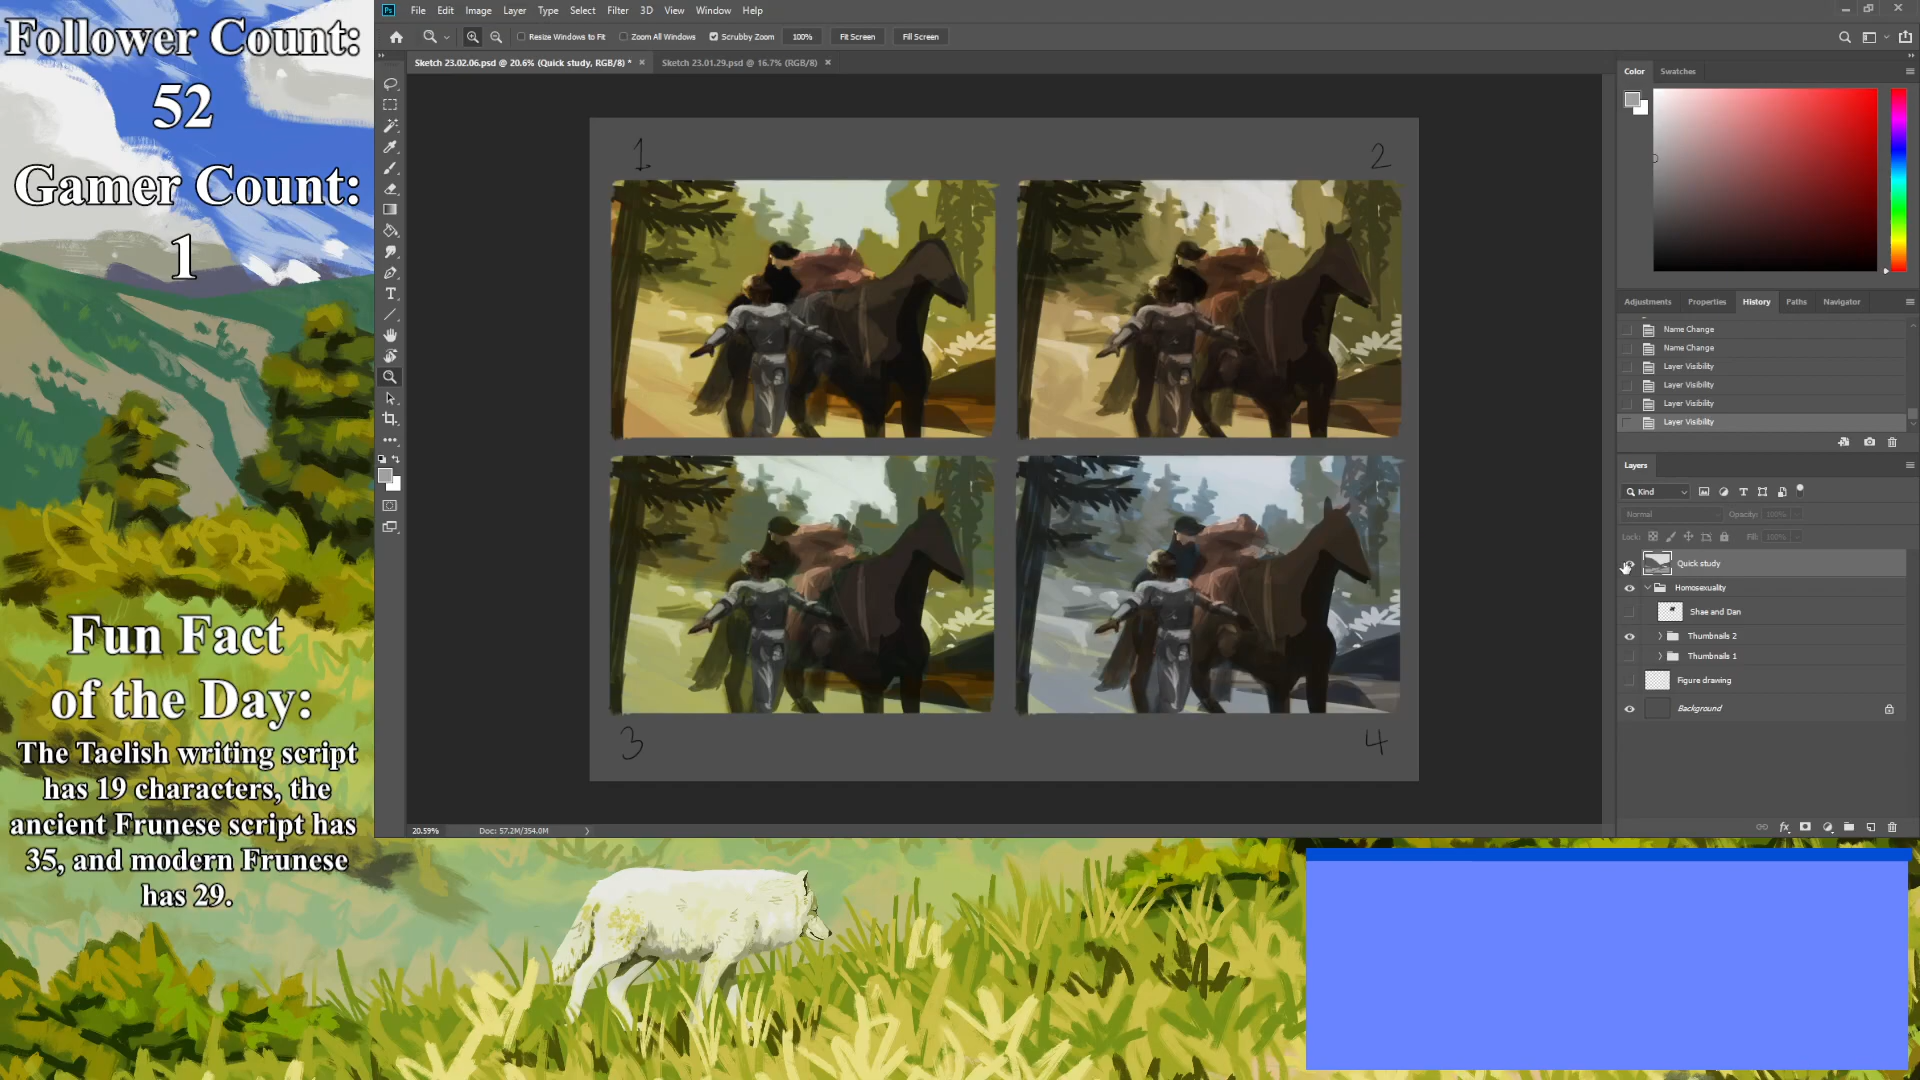 Follower Count:
52
Gamer Count:
1
Fun Fact
of the Day:
The Taelish writing script
has 19 characters, the
ancient Frunese script has
35, and modern Frunese
has 29.
Ps File Edit Image Layer Type Select Filter 3D View Window Help
Resize Windows to Fit Zoom All Windows Scrubby Zoom 100% Fit Screen Fill Screen
Sketch 23.02.06.psd @ 20.6% (Quick study, RGB/8) * Sketch 23.01.29.psd @ 16.7% (RGB/8)
1 2
3 4
20.59% Doc: 57.2M/354.0M
Color Swatches
Adjustments Properties History Paths Navigator
Name Change
Name Change
Layer Visibility
Layer Visibility
Layer Visibility
Layer Visibility
Layers
Kind
Normal Opacity: 100%
Lock: Fill: 100%
Quick study
Homosexuality
Shae and Dan
Thumbnails 2
Thumbnails 1
Figure drawing
Background